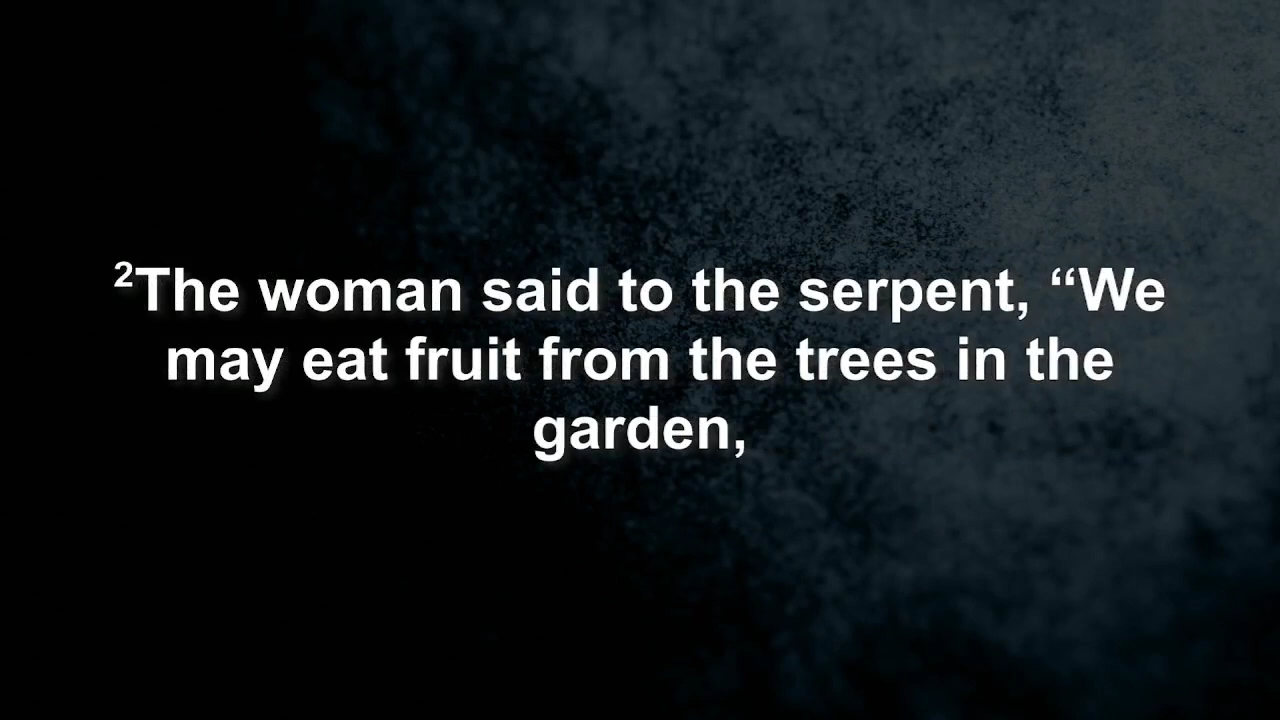 ²The woman said to the serpent, “We
may eat fruit from the trees in the
garden,